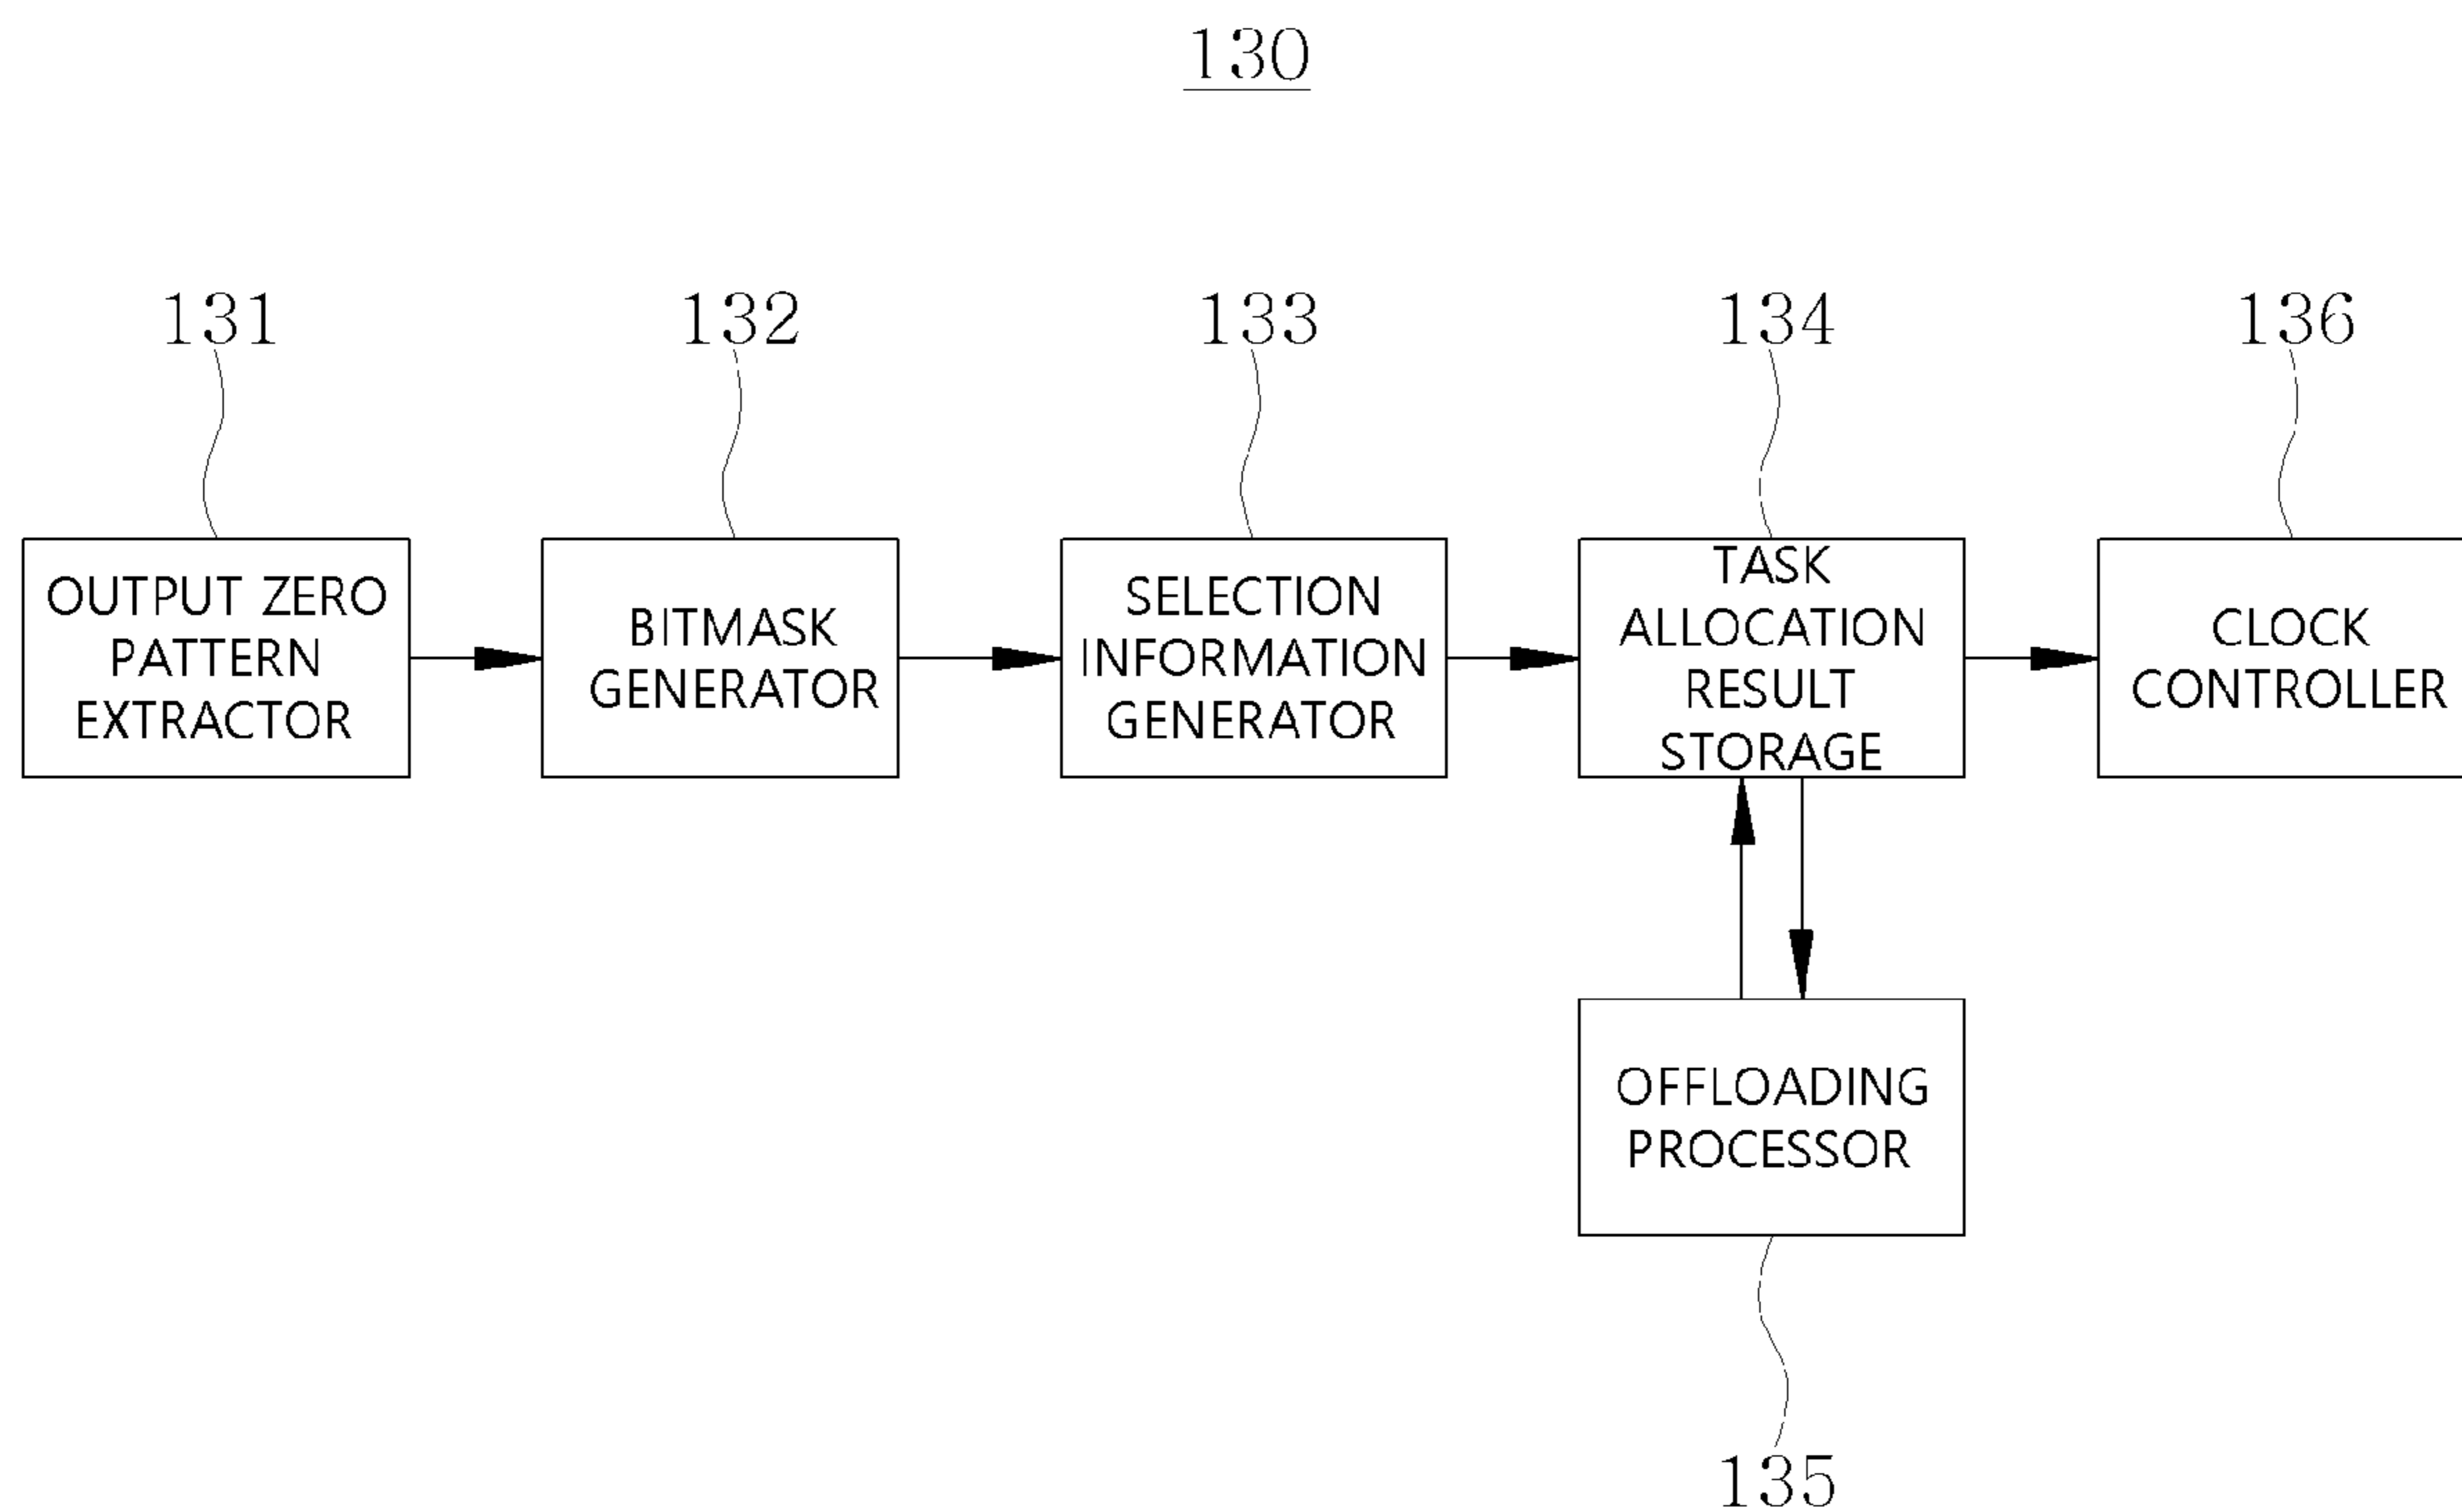 130
131
132
133
134
136
OUTPUT ZERO
PATTERN
EXTRACTOR
BITMASK
GENERATOR
SELECTION
INFORMATION
GENERATOR
TASK
ALLOCATION
RESULT
STORAGE
CLOCK
CONTROLLER
OFFLOADING
PROCESSOR
135